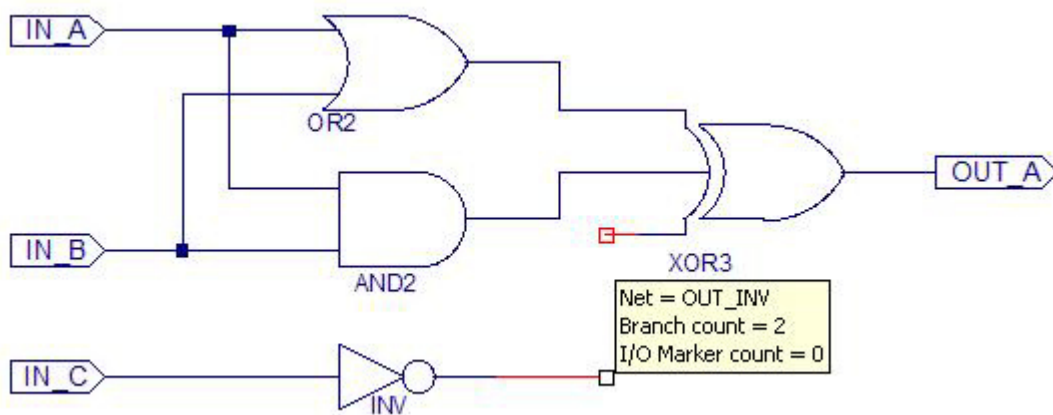 IN_A
OR2
OUT_A
IN_B
AND2
XOR3
Net = OUT_INV
Branch count = 2
I/O Marker count = 0
IN_C
INV